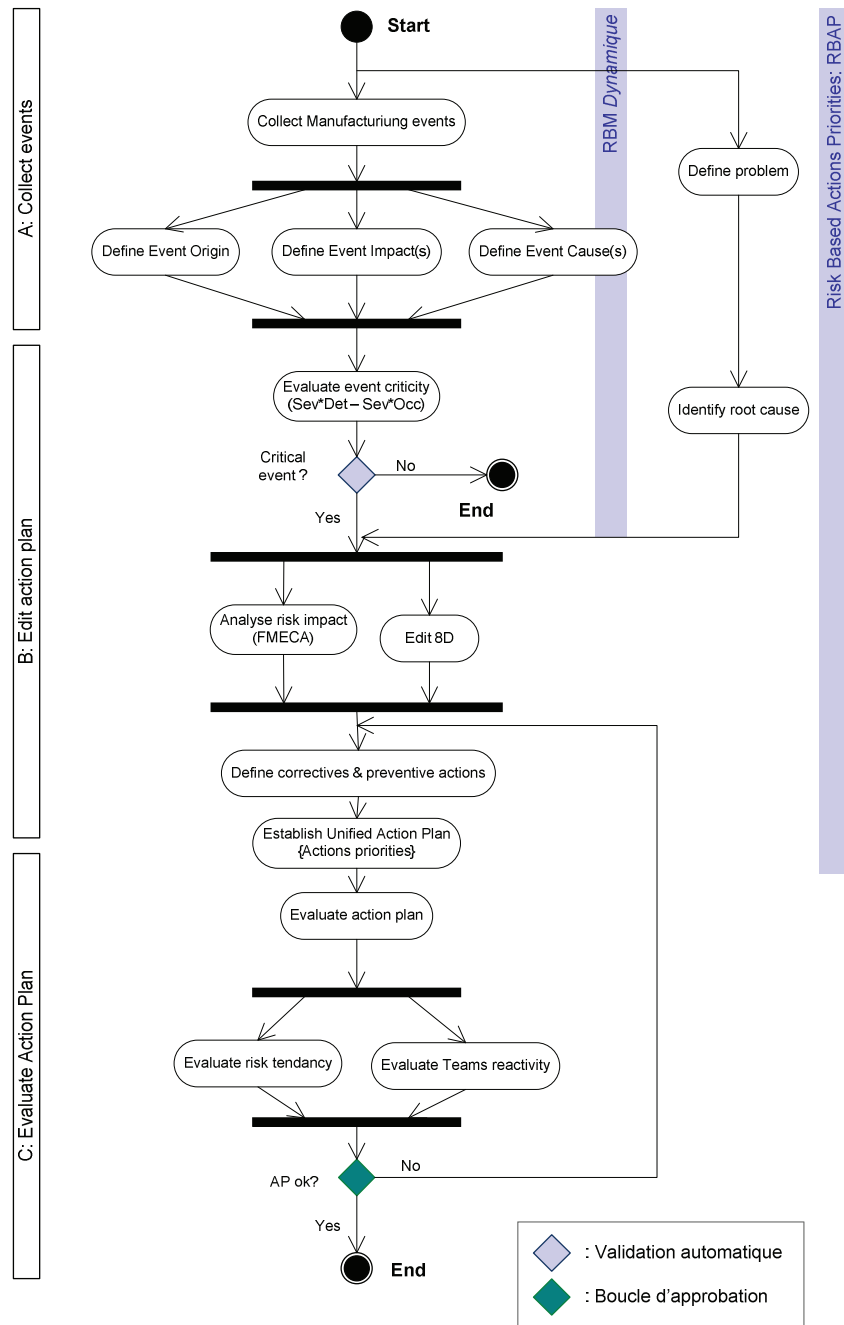 Start
A: Collect events
RBM Dynamique
Risk Based Actions Priorities: RBAP
Collect Manufacturiung events
Define problem
Define Event Origin
Define Event Impact(s)
Define Event Cause(s)
B: Edit action plan
Evaluate event criticity
(Sev*Det – Sev*Occ)
Identify root cause
Critical
event ?
No
End
Yes
Analyse risk impact
(FMECA)
Edit 8D
Define correctives & preventive actions
Establish Unified Action Plan
{Actions priorities}
C: Evaluate Action Plan
Evaluate action plan
Evaluate risk tendancy
Evaluate Teams reactivity
AP ok?
No
Yes
End
: Validation automatique
: Boucle d'approbation